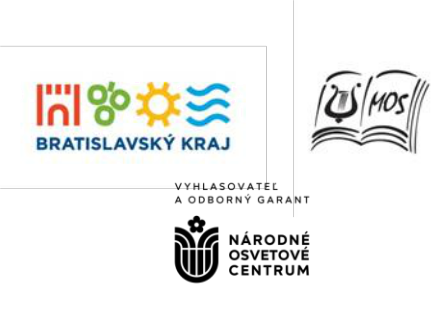 BRATISLAVSKÝ KRAJ
MOS
VYHLASOVATEĽ
A ODBORNÝ GARANT
NÁRODNÉ
OSVETOVÉ
CENTRUM